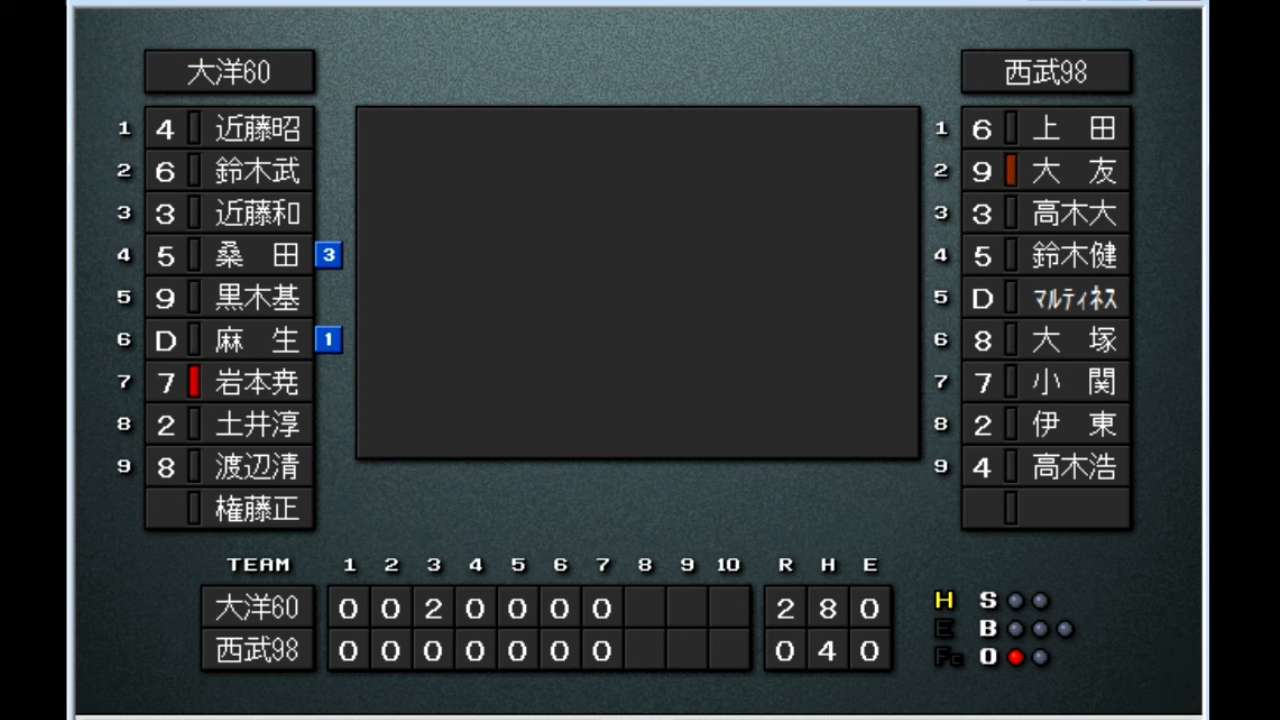 大洋60
1 4 近藤昭
2 6 鈴木武
3 3 近藤和
4 5 桑　田 3
5 9 黒木基
6 D 麻　生 1
7 7 岩本尭
8 2 土井淳
9 8 渡辺清
権藤正
西武98
1 6 上　田
2 9 大　友
3 3 高木大
4 5 鈴木健
5 D ﾏﾙﾃｨﾈｽ
6 8 大　塚
7 7 小　関
8 2 伊　東
9 4 高木浩
TEAM 1 2 3 4 5 6 7 8 9 10 R H E
大洋60 0 0 2 0 0 0 0 2 8 0
西武98 0 0 0 0 0 0 0 0 4 0
H S
E B
Fc O